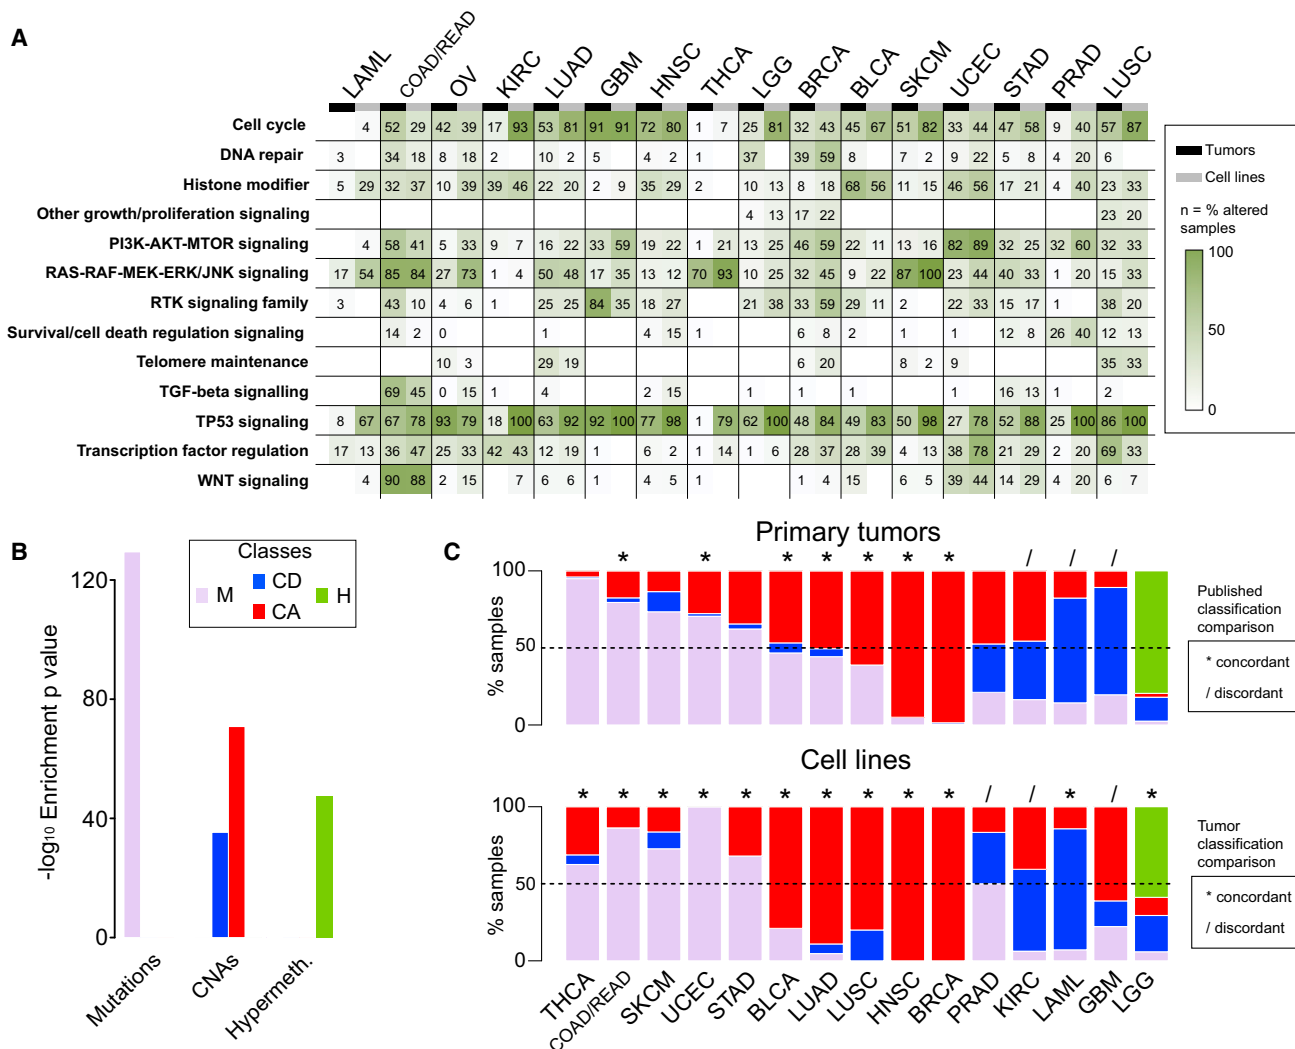 A
LAML COAD/READ OV KIRC LUAD GBM HNSC THCA LGG BRCA BLCA SKCM UCEC STAD PRAD LUSC
Cell cycle 4 52 29 42 39 17 93 53 81 91 91 72 80 1 7 25 81 32 43 45 67 51 82 33 44 47 58 9 40 57 87
DNA repair 3 34 18 8 18 2 10 2 5 4 2 1 37 39 59 8 7 2 9 22 5 8 4 20 6
Histone modifier 5 29 32 37 10 39 39 46 22 20 2 9 35 29 2 10 13 8 18 68 56 11 15 46 56 17 21 4 40 23 33
Other growth/proliferation signaling 4 13 17 22 23 20
PI3K-AKT-MTOR signaling 4 58 41 5 33 9 7 16 22 33 59 19 22 1 21 13 25 46 59 22 11 13 16 82 89 32 25 32 60 32 33
RAS-RAF-MEK-ERK/JNK signaling 17 54 85 84 27 73 1 4 50 48 17 35 13 12 70 93 10 25 32 45 9 22 87 100 23 44 40 33 1 20 15 33
RTK signaling family 3 43 10 4 6 1 25 25 84 35 18 27 21 38 33 59 29 11 2 22 33 15 17 1 38 20
Survival/cell death regulation signaling 14 2 0 1 4 15 1 6 8 2 1 1 12 8 26 40 12 13
Telomere maintenance 10 3 29 19 6 20 8 2 9 35 33
TGF-beta signalling 69 45 0 15 1 4 2 15 1 1 1 1 16 13 1 2
TP53 signaling 8 67 67 78 93 79 18 100 63 92 92 100 77 98 1 79 62 100 48 84 49 83 50 98 27 78 52 88 25 100 86 100
Transcription factor regulation 17 13 36 47 25 33 42 43 12 19 1 6 2 1 14 1 6 28 37 28 39 4 13 38 78 21 29 2 20 69 33
WNT signaling 4 90 88 2 15 7 6 6 1 4 5 1 1 4 15 6 5 39 44 14 29 4 20 6 7
Tumors
Cell lines
n = % altered
samples
100
50
0
B
Classes
M CD H
CA
-log10 Enrichment p value
120
80
40
0
Mutations CNAs Hypermeth.
C
Primary tumors
* * * * * * * / / /
% samples
100
50
0
Published
classification
comparison
* concordant
/ discordant
Cell lines
* * * * * * * * * * / / * / *
% samples
100
50
0
Tumor
classification
comparison
* concordant
/ discordant
THCA COAD/READ SKCM UCEC STAD BLCA LUAD LUSC HNSC BRCA PRAD KIRC LAML GBM LGG